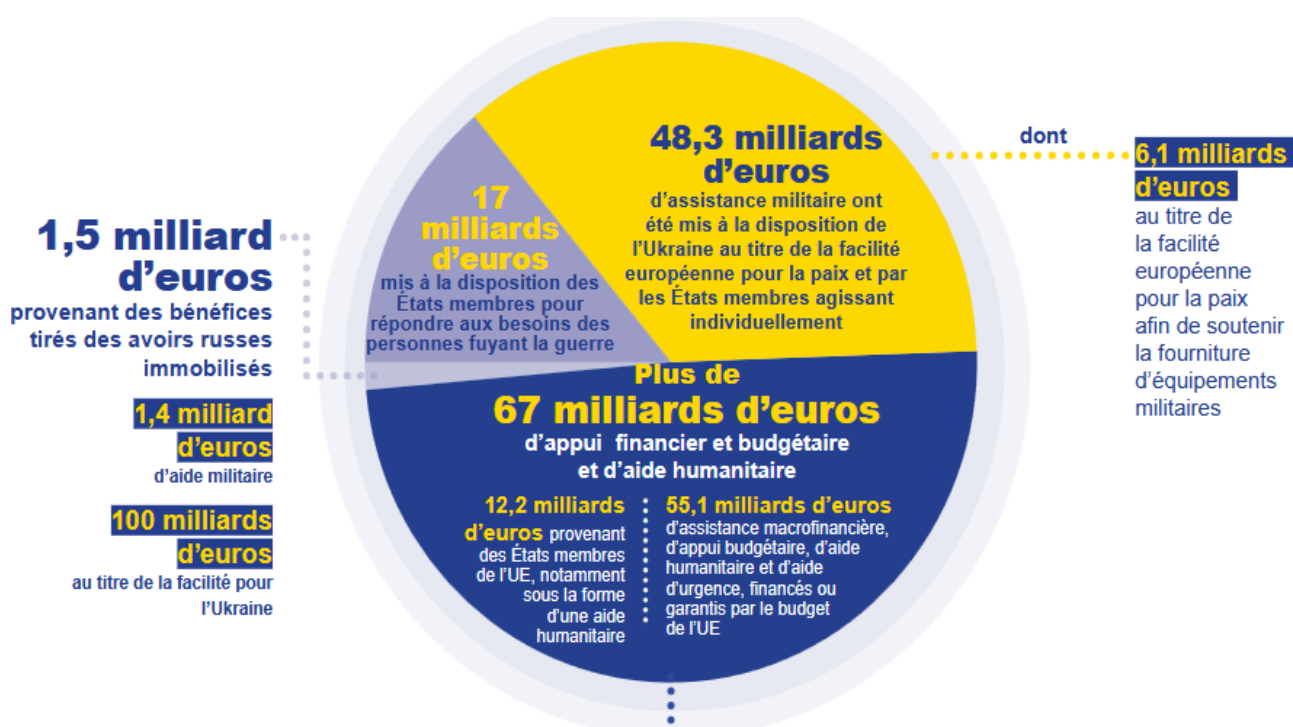 48,3 milliards
d'euros
d'assistance militaire ont
été mis à la disposition de
l'Ukraine au titre de la facilité
européenne pour la paix et par
les États membres agissant
individuellement
dont
6,1 milliards
d'euros
au titre de
la facilité
européenne
pour la paix
afin de soutenir
la fourniture
d'équipements
militaires
17
milliards
d'euros
mis à la disposition des
États membres pour
répondre aux besoins des
personnes fuyant la guerre
1,5 milliard
d'euros
provenant des bénéfices
tirés des avoirs russes
immobilisés
1,4 milliard
d'euros
d'aide militaire
100 milliards
d'euros
au titre de la facilité pour
l'Ukraine
Plus de
67 milliards d'euros
d'appui financier et budgétaire
et d'aide humanitaire
12,2 milliards
d'euros provenant
des États membres
de l'UE, notamment
sous la forme
d'une aide
humanitaire
55,1 milliards d'euros
d'assistance macrofinancière,
d'appui budgétaire, d'aide
humanitaire et d'aide
d'urgence, financés ou
garantis par le budget
de l'UE